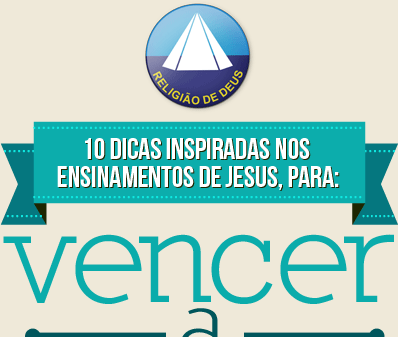 RELIGIÃO DE DEUS
10 DICAS INSPIRADAS NOS
ENSINAMENTOS DE JESUS, PARA:
vencer
a